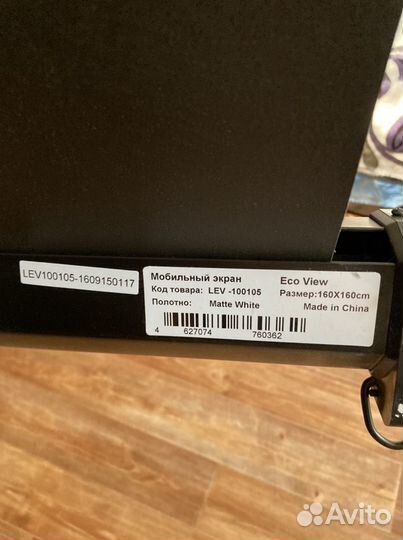 LEV100105-1609150117
Мобильный экран Eco View
Код товара: LEV -100105 Размер:160X160cm
Полотно: Matte White Made in China
4 627074 760362
Avito